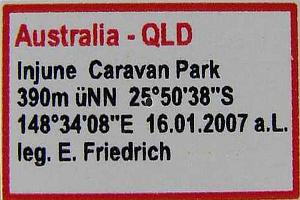 Australia - QLD
Injune Caravan Park
390m üNN 25°50'38"S
148°34'08"E 16.01.2007 a.L.
leg. E. Friedrich